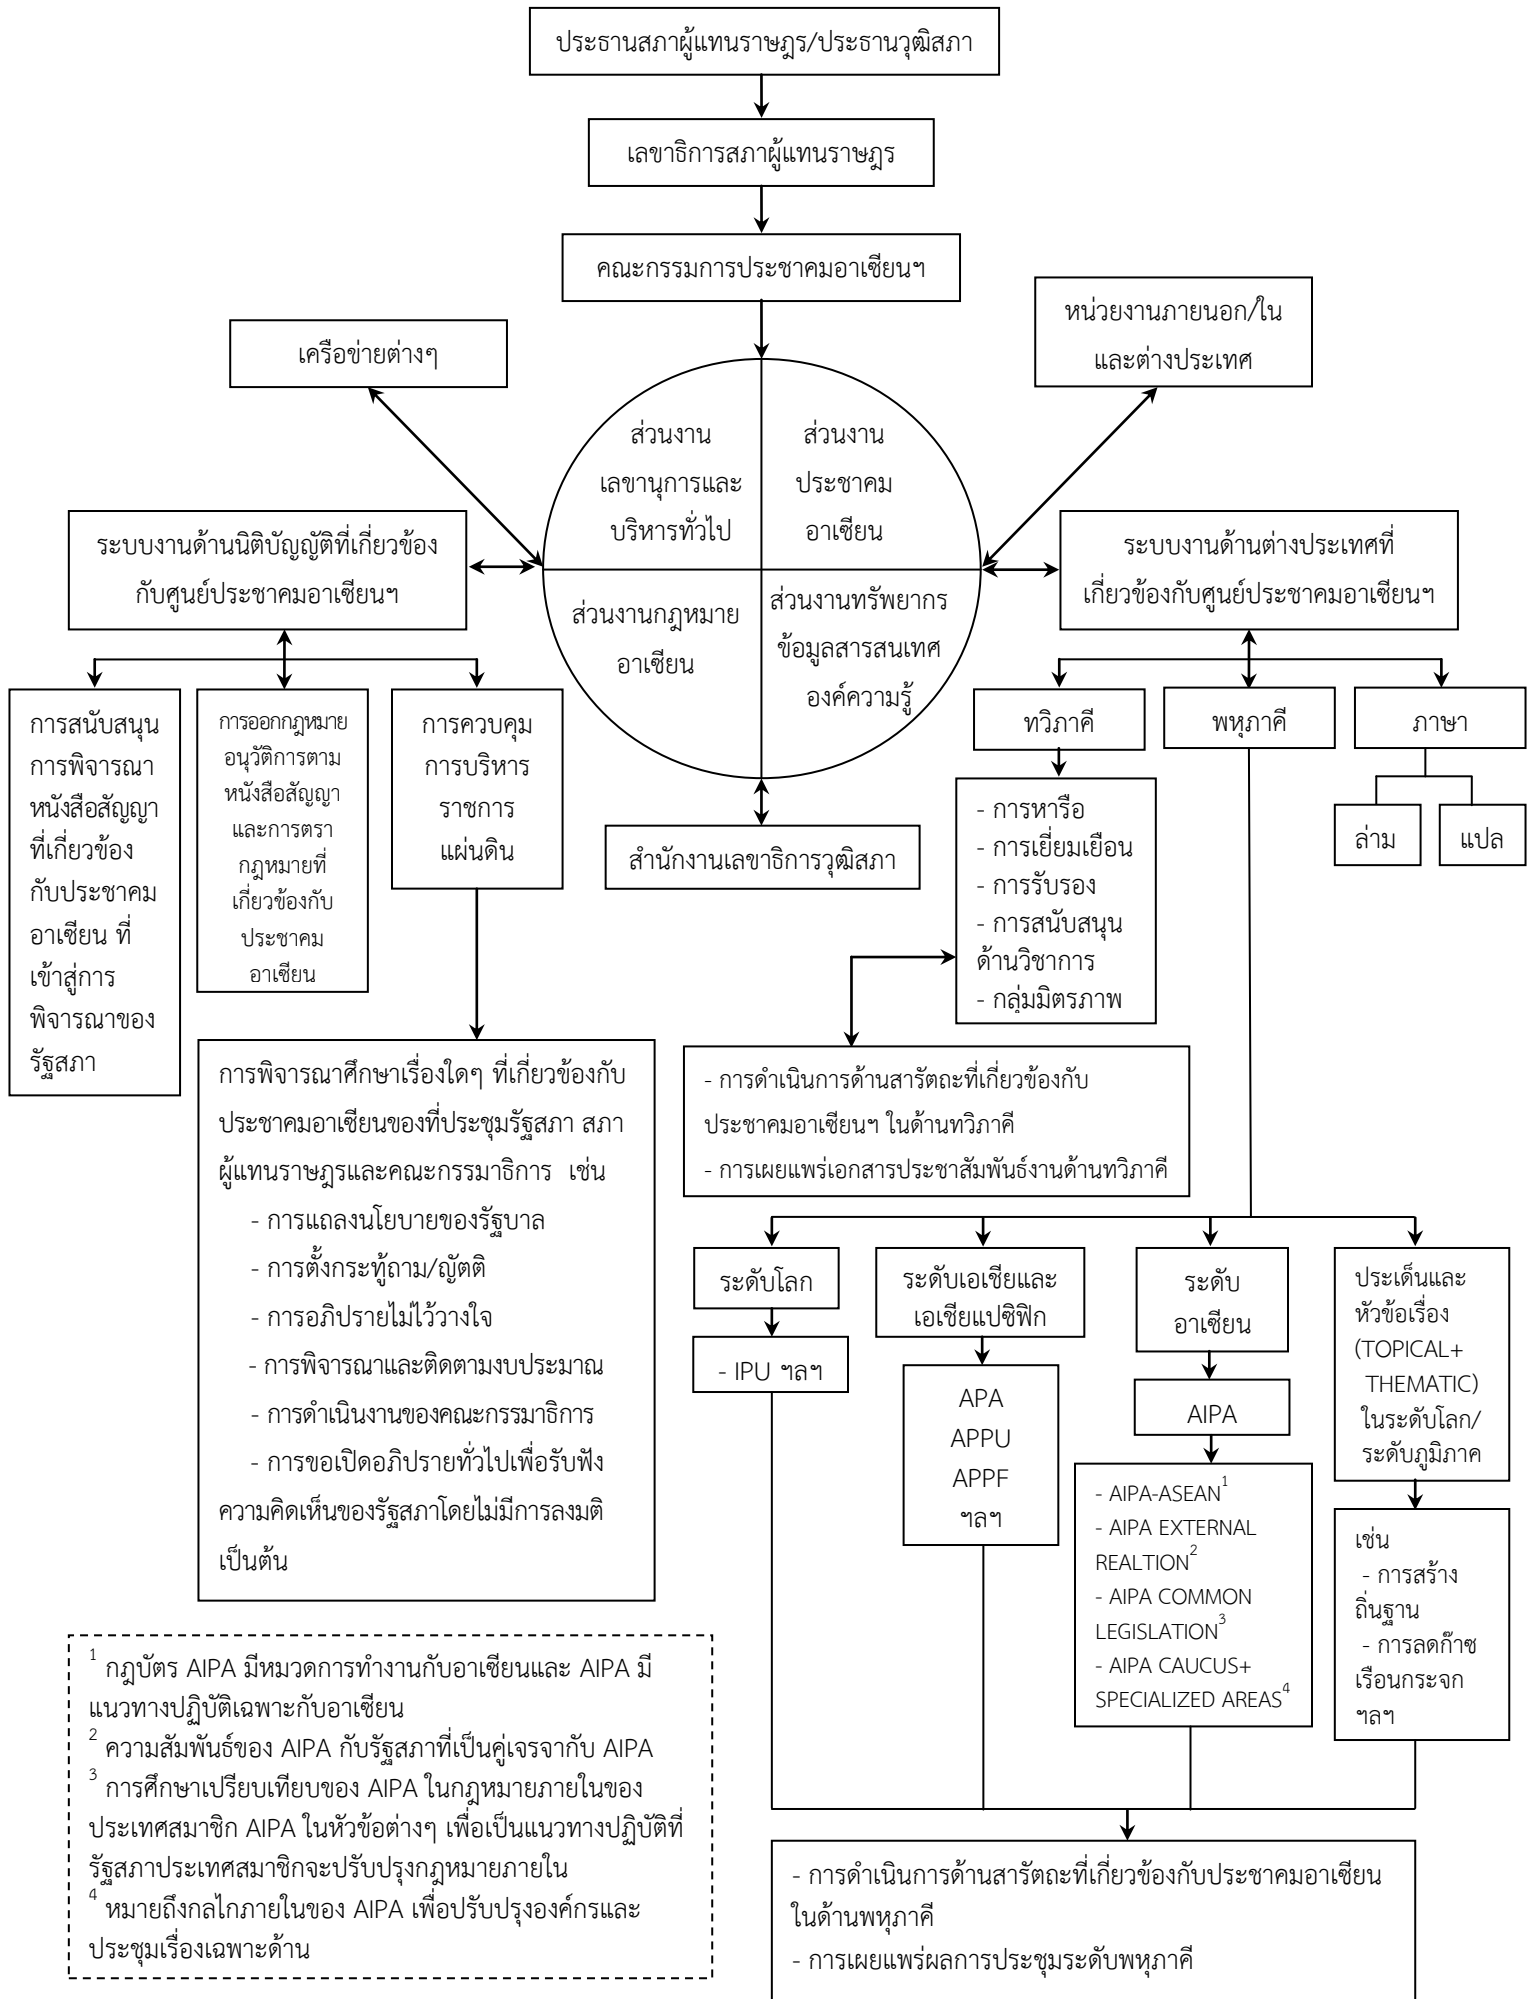 ประธานสภาผู้แทนราษฎร/ประธานวุฒิสภา
เลขาธิการสภาผู้แทนราษฎร
คณะกรรมการประชาคมอาเซียนฯ
เครือข่ายต่างๆ
หน่วยงานภายนอก/ใน
และต่างประเทศ
ส่วนงาน
เลขานุการและ
บริหารทั่วไป
ส่วนงาน
ประชาคม
อาเซียน
ส่วนงานกฎหมาย
อาเซียน
ส่วนงานทรัพยากร
ข้อมูลสารสนเทศ
องค์ความรู้
ระบบงานด้านนิติบัญญัติที่เกี่ยวข้อง
กับศูนย์ประชาคมอาเซียนฯ
ระบบงานด้านต่างประเทศที่
เกี่ยวข้องกับศูนย์ประชาคมอาเซียนฯ
การสนับสนุน
การพิจารณา
หนังสือสัญญา
ที่เกี่ยวข้อง
กับประชาคม
อาเซียน ที่
เข้าสู่การ
พิจารณาของ
รัฐสภา
การออกกฎหมาย
อนุวัติการตาม
หนังสือสัญญา
และการตรา
กฎหมายที่
เกี่ยวข้องกับ
ประชาคม
อาเซียน
การควบคุม
การบริหาร
ราชการ
แผ่นดิน
สำนักงานเลขาธิการวุฒิสภา
ทวิภาคี
พหุภาคี
ภาษา
ล่าม
แปล
- การหารือ
- การเยี่ยมเยือน
- การรับรอง
- การสนับสนุน
ด้านวิชาการ
- กลุ่มมิตรภาพ
การพิจารณาศึกษาเรื่องใดๆ ที่เกี่ยวข้องกับ
ประชาคมอาเซียนของที่ประชุมรัฐสภา สภา
ผู้แทนราษฎรและคณะกรรมาธิการ เช่น
- การแถลงนโยบายของรัฐบาล
- การตั้งกระทู้ถาม/ญัตติ
- การอภิปรายไม่ไว้วางใจ
- การพิจารณาและติดตามงบประมาณ
- การดำเนินงานของคณะกรรมาธิการ
- การขอเปิดอภิปรายทั่วไปเพื่อรับฟัง
ความคิดเห็นของรัฐสภาโดยไม่มีการลงมติ
เป็นต้น
- การดำเนินการด้านสารัตถะที่เกี่ยวข้องกับ
ประชาคมอาเซียนฯ ในด้านทวิภาคี
- การเผยแพร่เอกสารประชาสัมพันธ์งานด้านทวิภาคี
ระดับโลก
- IPU ฯลฯ
ระดับเอเชียและ
เอเชียแปซิฟิก
APA
APPU
APPF
ฯลฯ
ระดับ
อาเซียน
AIPA
- AIPA-ASEAN¹
- AIPA EXTERNAL
REALTION²
- AIPA COMMON
LEGISLATION³
- AIPA CAUCUS+
SPECIALIZED AREAS⁴
ประเด็นและ
หัวข้อเรื่อง
(TOPICAL+
THEMATIC)
ในระดับโลก/
ระดับภูมิภาค
เช่น
- การสร้าง
ถิ่นฐาน
- การลดก๊าซ
เรือนกระจก
ฯลฯ
¹ กฎบัตร AIPA มีหมวดการทำงานกับอาเซียนและ AIPA มี
แนวทางปฏิบัติเฉพาะกับอาเซียน
² ความสัมพันธ์ของ AIPA กับรัฐสภาที่เป็นคู่เจรจากับ AIPA
³ การศึกษาเปรียบเทียบของ AIPA ในกฎหมายภายในของ
ประเทศสมาชิก AIPA ในหัวข้อต่างๆ เพื่อเป็นแนวทางปฏิบัติที่
รัฐสภาประเทศสมาชิกจะปรับปรุงกฎหมายภายใน
⁴ หมายถึงกลไกภายในของ AIPA เพื่อปรับปรุงองค์กรและ
ประชุมเรื่องเฉพาะด้าน
- การดำเนินการด้านสารัตถะที่เกี่ยวข้องกับประชาคมอาเซียน
ในด้านพหุภาคี
- การเผยแพร่ผลการประชุมระดับพหุภาคี